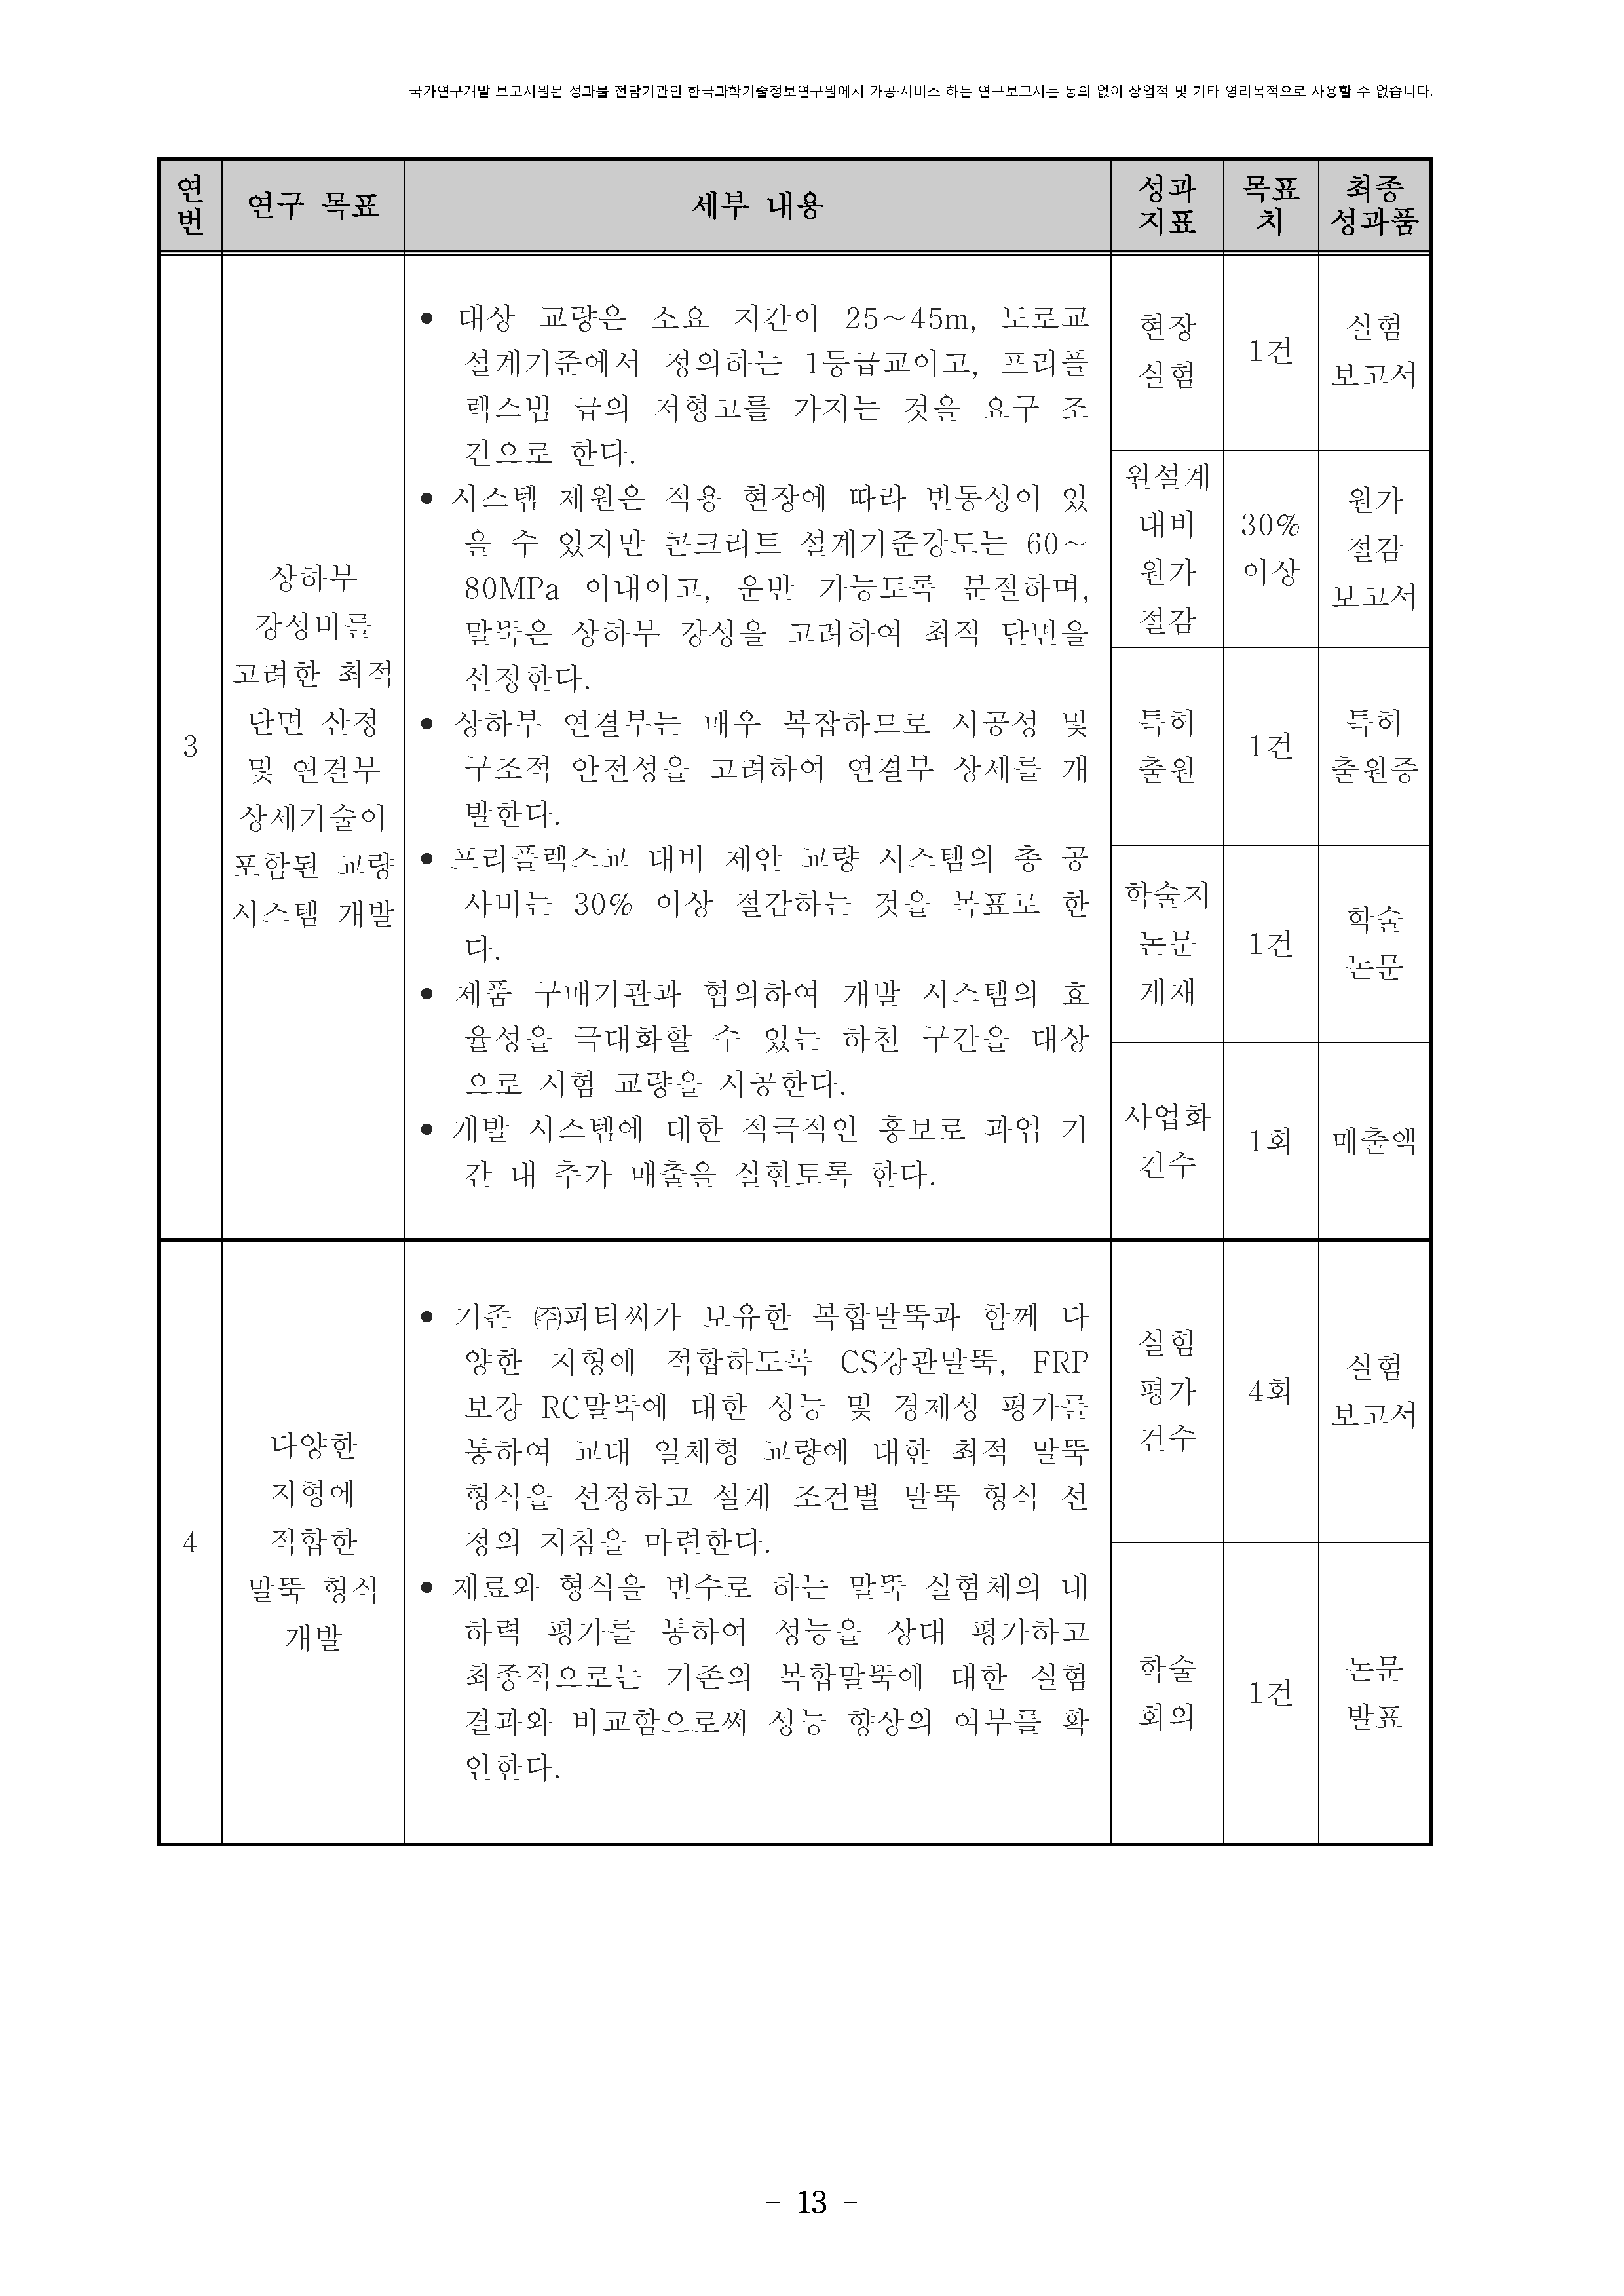 국가연구개발 보고서원문 성과물 전담기관인 한국과학기술정보연구원에서 가공·서비스 하는 연구보고서는 동의 없이 상업적 및 기타 영리목적으로 사용할 수 없습니다.
연번
연구 목표
세부 내용
성과
지표
목표
치
최종
성과품
3
상하부
강성비를
고려한 최적
단면 산정
및 연결부
상세기술이
포함된 교량
시스템 개발
● 대상 교량은 소요 지간이 25~45m, 도로교
설계기준에서 정의하는 1등급교이고, 프리플
렉스빔 급의 저형고를 가지는 것을 요구 조
건으로 한다.
● 시스템 제원은 적용 현장에 따라 변동성이 있
을 수 있지만 콘크리트 설계기준강도는 60~
80MPa 이내이고, 운반 가능토록 분절하며,
말뚝은 상하부 강성을 고려하여 최적 단면을
선정한다.
● 상하부 연결부는 매우 복잡하므로 시공성 및
구조적 안전성을 고려하여 연결부 상세를 개
발한다.
● 프리플렉스교 대비 제안 교량 시스템의 총 공
사비는 30% 이상 절감하는 것을 목표로 한
다.
● 제품 구매기관과 협의하여 개발 시스템의 효
율성을 극대화할 수 있는 하천 구간을 대상
으로 시험 교량을 시공한다.
● 개발 시스템에 대한 적극적인 홍보로 과업 기
간 내 추가 매출을 실현토록 한다.
현장
실험
1건
실험
보고서
원설계
대비
원가
절감
30%
이상
원가
절감
보고서
특허
출원
1건
특허
출원증
학술지
논문
게재
1건
학술
논문
사업화
건수
1회
매출액
4
다양한
지형에
적합한
말뚝 형식
개발
● 기존 ㈜피티씨가 보유한 복합말뚝과 함께 다
양한 지형에 적합하도록 CS강관말뚝, FRP
보강 RC말뚝에 대한 성능 및 경제성 평가를
통하여 교대 일체형 교량에 대한 최적 말뚝
형식을 선정하고 설계 조건별 말뚝 형식 선
정의 지침을 마련한다.
● 재료와 형식을 변수로 하는 말뚝 실험체의 내
하력 평가를 통하여 성능을 상대 평가하고
최종적으로는 기존의 복합말뚝에 대한 실험
결과와 비교함으로써 성능 향상의 여부를 확
인한다.
실험
평가
건수
4회
실험
보고서
학술
회의
1건
논문
발표
- 13 -